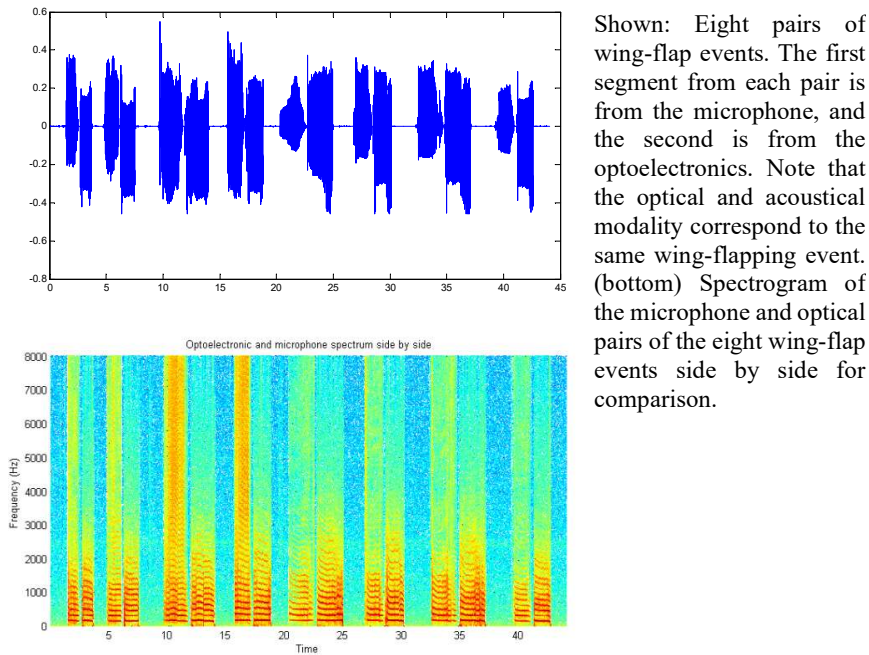 0.6
0.4
0.2
0
-0.2
-0.4
-0.6
-0.8
0 5 10 15 20 25 30 35 40 45
Shown: Eight pairs of
wing-flap events. The first
segment from each pair is
from the microphone, and
the second is from the
optoelectronics. Note that
the optical and acoustical
modality correspond to the
same wing-flapping event.
(bottom) Spectrogram of
the microphone and optical
pairs of the eight wing-flap
events side by side for
comparison.
Optoelectronic and microphone spectrum side by side
8000
7000
6000
5000
4000
3000
2000
1000
0
Frequency (Hz)
5 10 15 20 25 30 35 40
Time